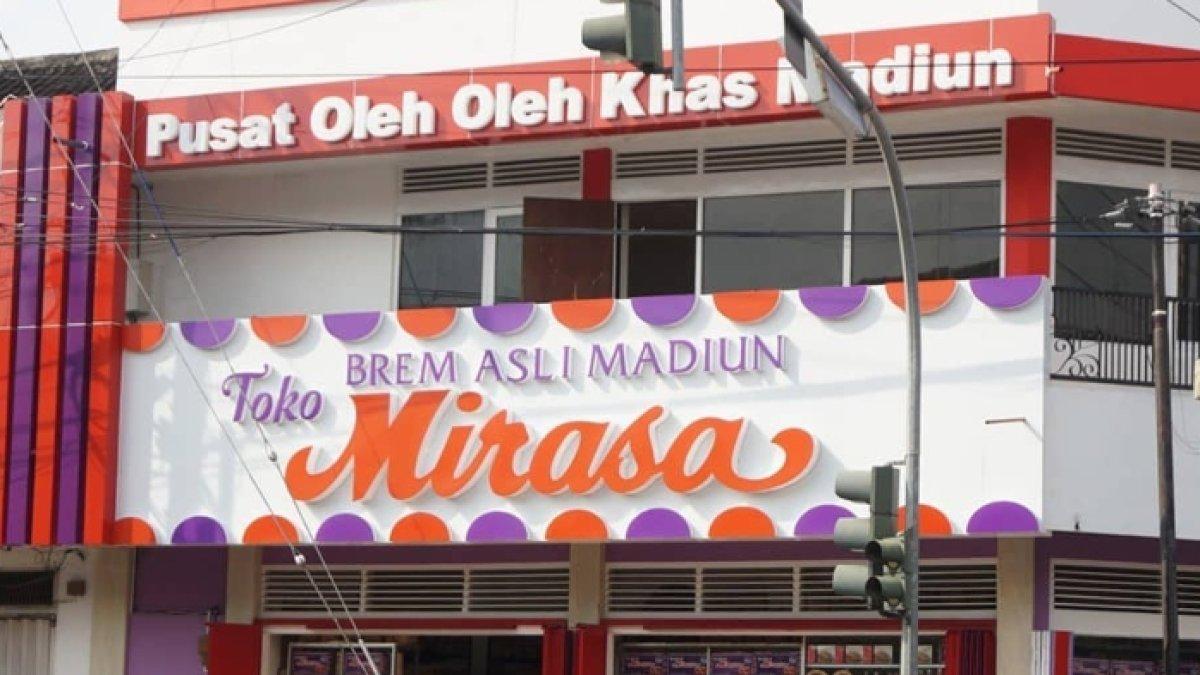 Pusat Oleh Oleh Khas Madiun
BREM ASLI MADIUN
Toko Mirasa